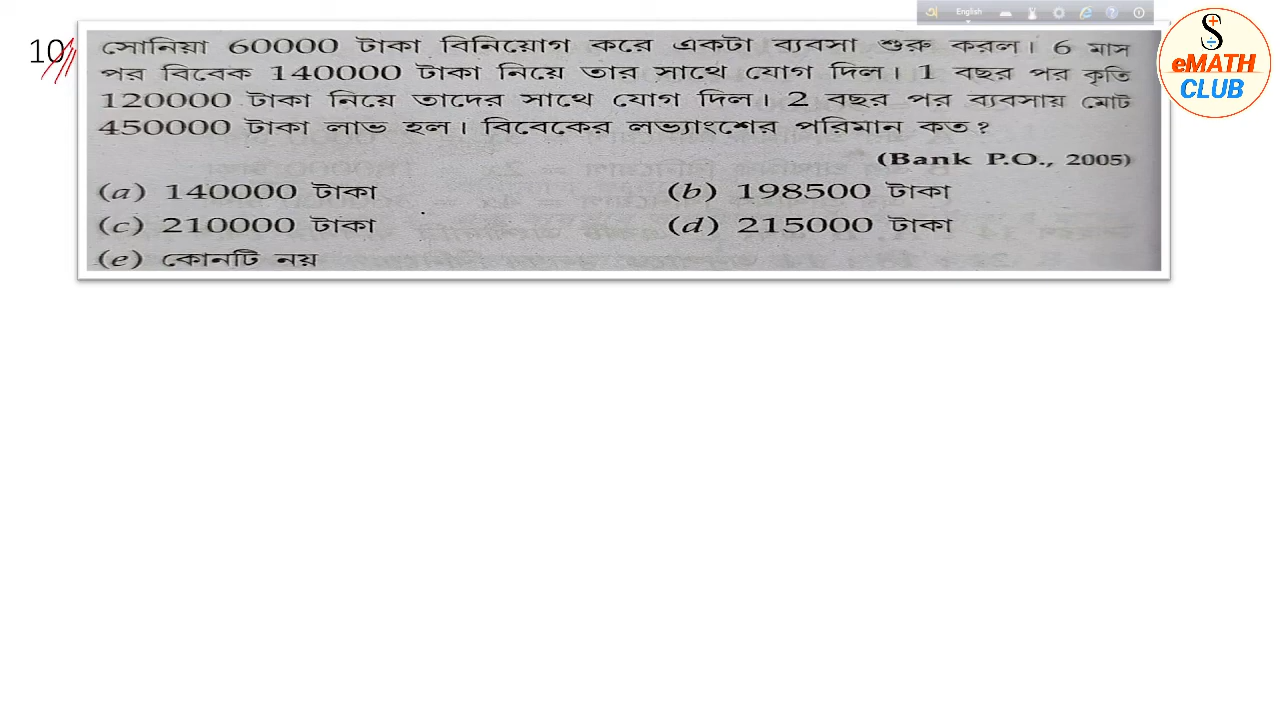 English
10
সোনিয়া 60000 টাকা বিনিয়োগ করে একটা ব্যবসা শুরু করল। 6 মাস
পর বিবেক 140000 টাকা নিয়ে তার সাথে যোগ দিল। 1 বছর পর কৃতি
120000 টাকা নিয়ে তাদের সাথে যোগ দিল। 2 বছর পর ব্যবসায় মোট
450000 টাকা লাভ হল। বিবেকের লভ্যাংশের পরিমান কত?
(Bank P.O., 2005)
(a) 140000 টাকা (b) 198500 টাকা
(c) 210000 টাকা (d) 215000 টাকা
(e) কোনটি নয়
S
eMATH
CLUB